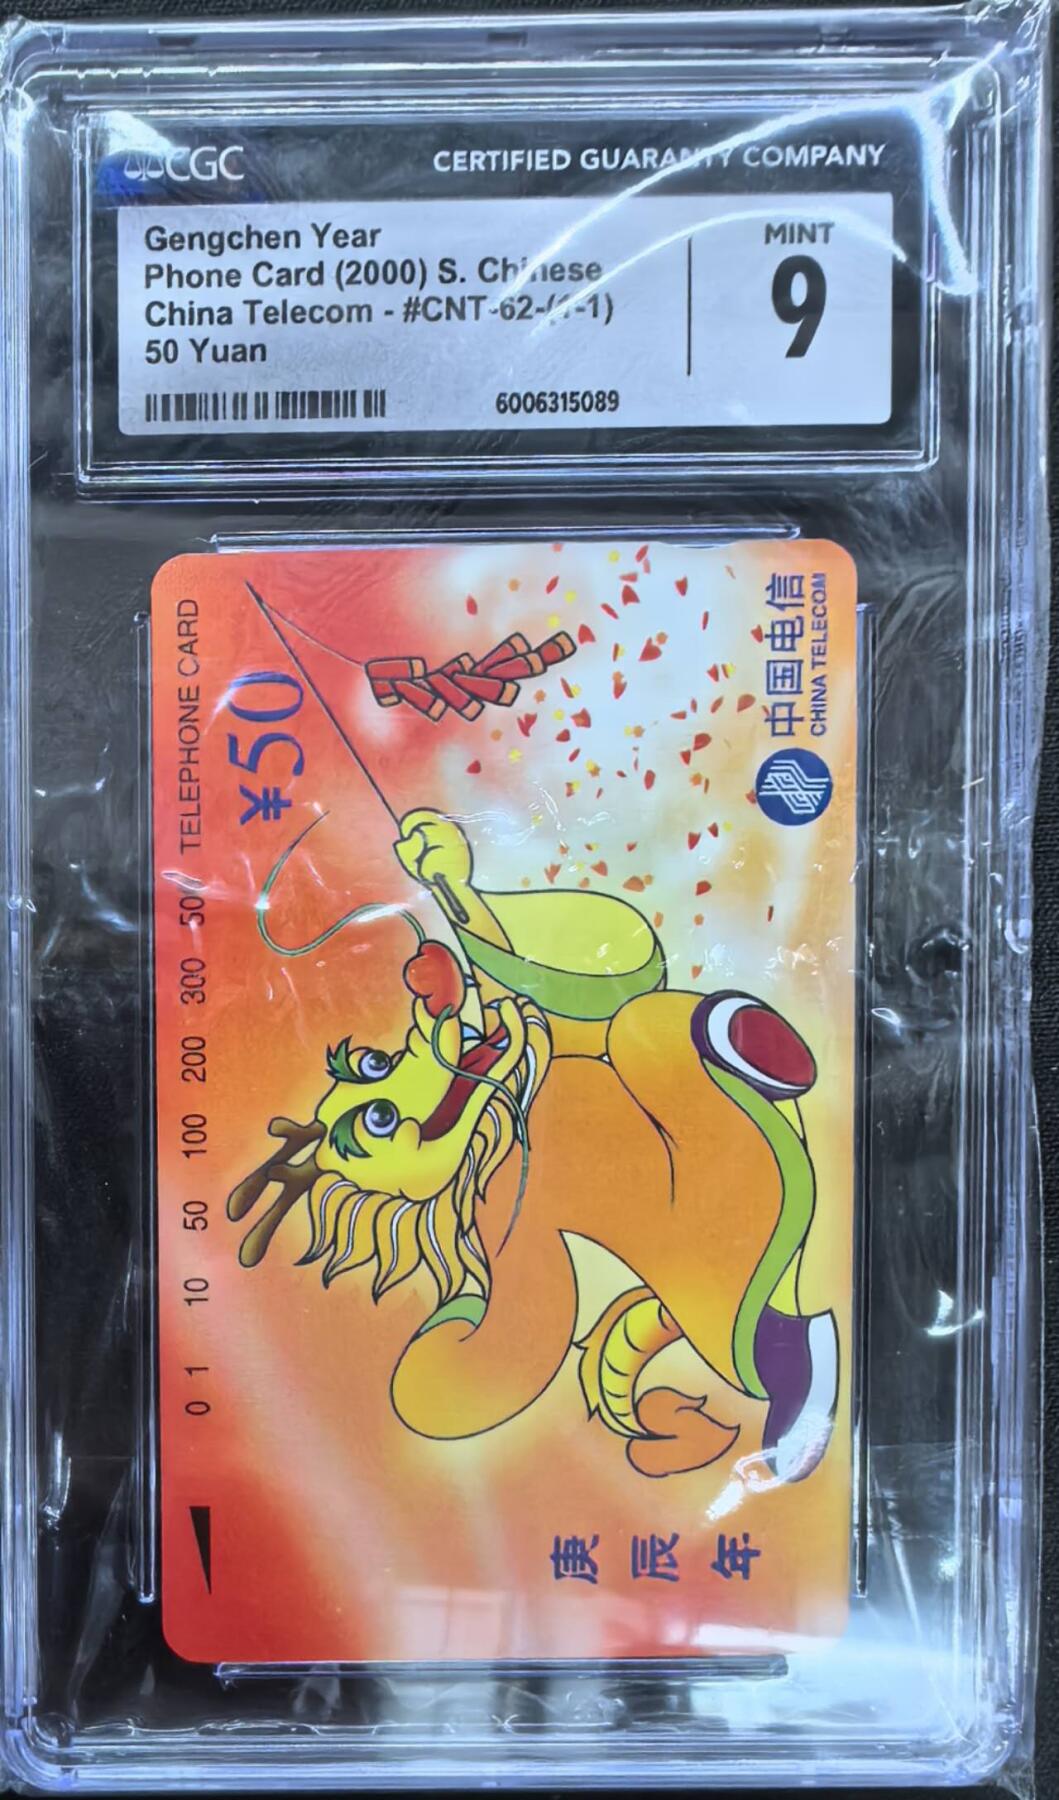 CGC
CERTIFIED GUARANTY COMPANY
Gengchen Year
Phone Card (2000) S. Chinese
China Telecom - #CNT-62-(1-1)
50 Yuan
6006315089
MINT
9
中国电信
CHINA TELECOM
¥50
TELEPHONE CARD
0 1 10 50 100 200 300 500
庚辰年